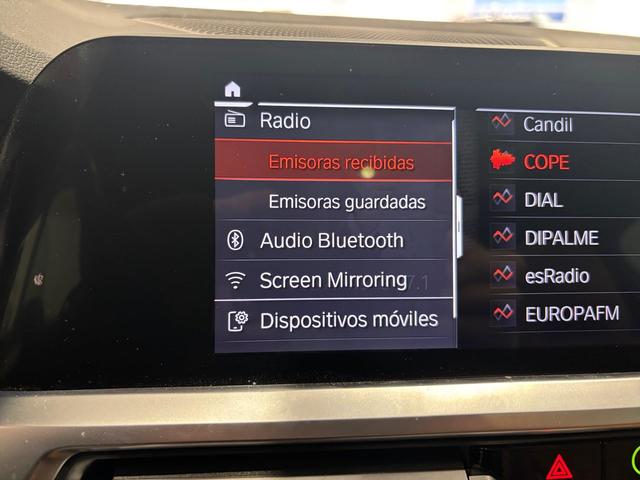 Radio
Emisoras recibidas
Emisoras guardadas
Audio Bluetooth
Screen Mirroring
Dispositivos móviles
Candil
COPE
DIAL
DIPALME
esRadio
EUROPAFM